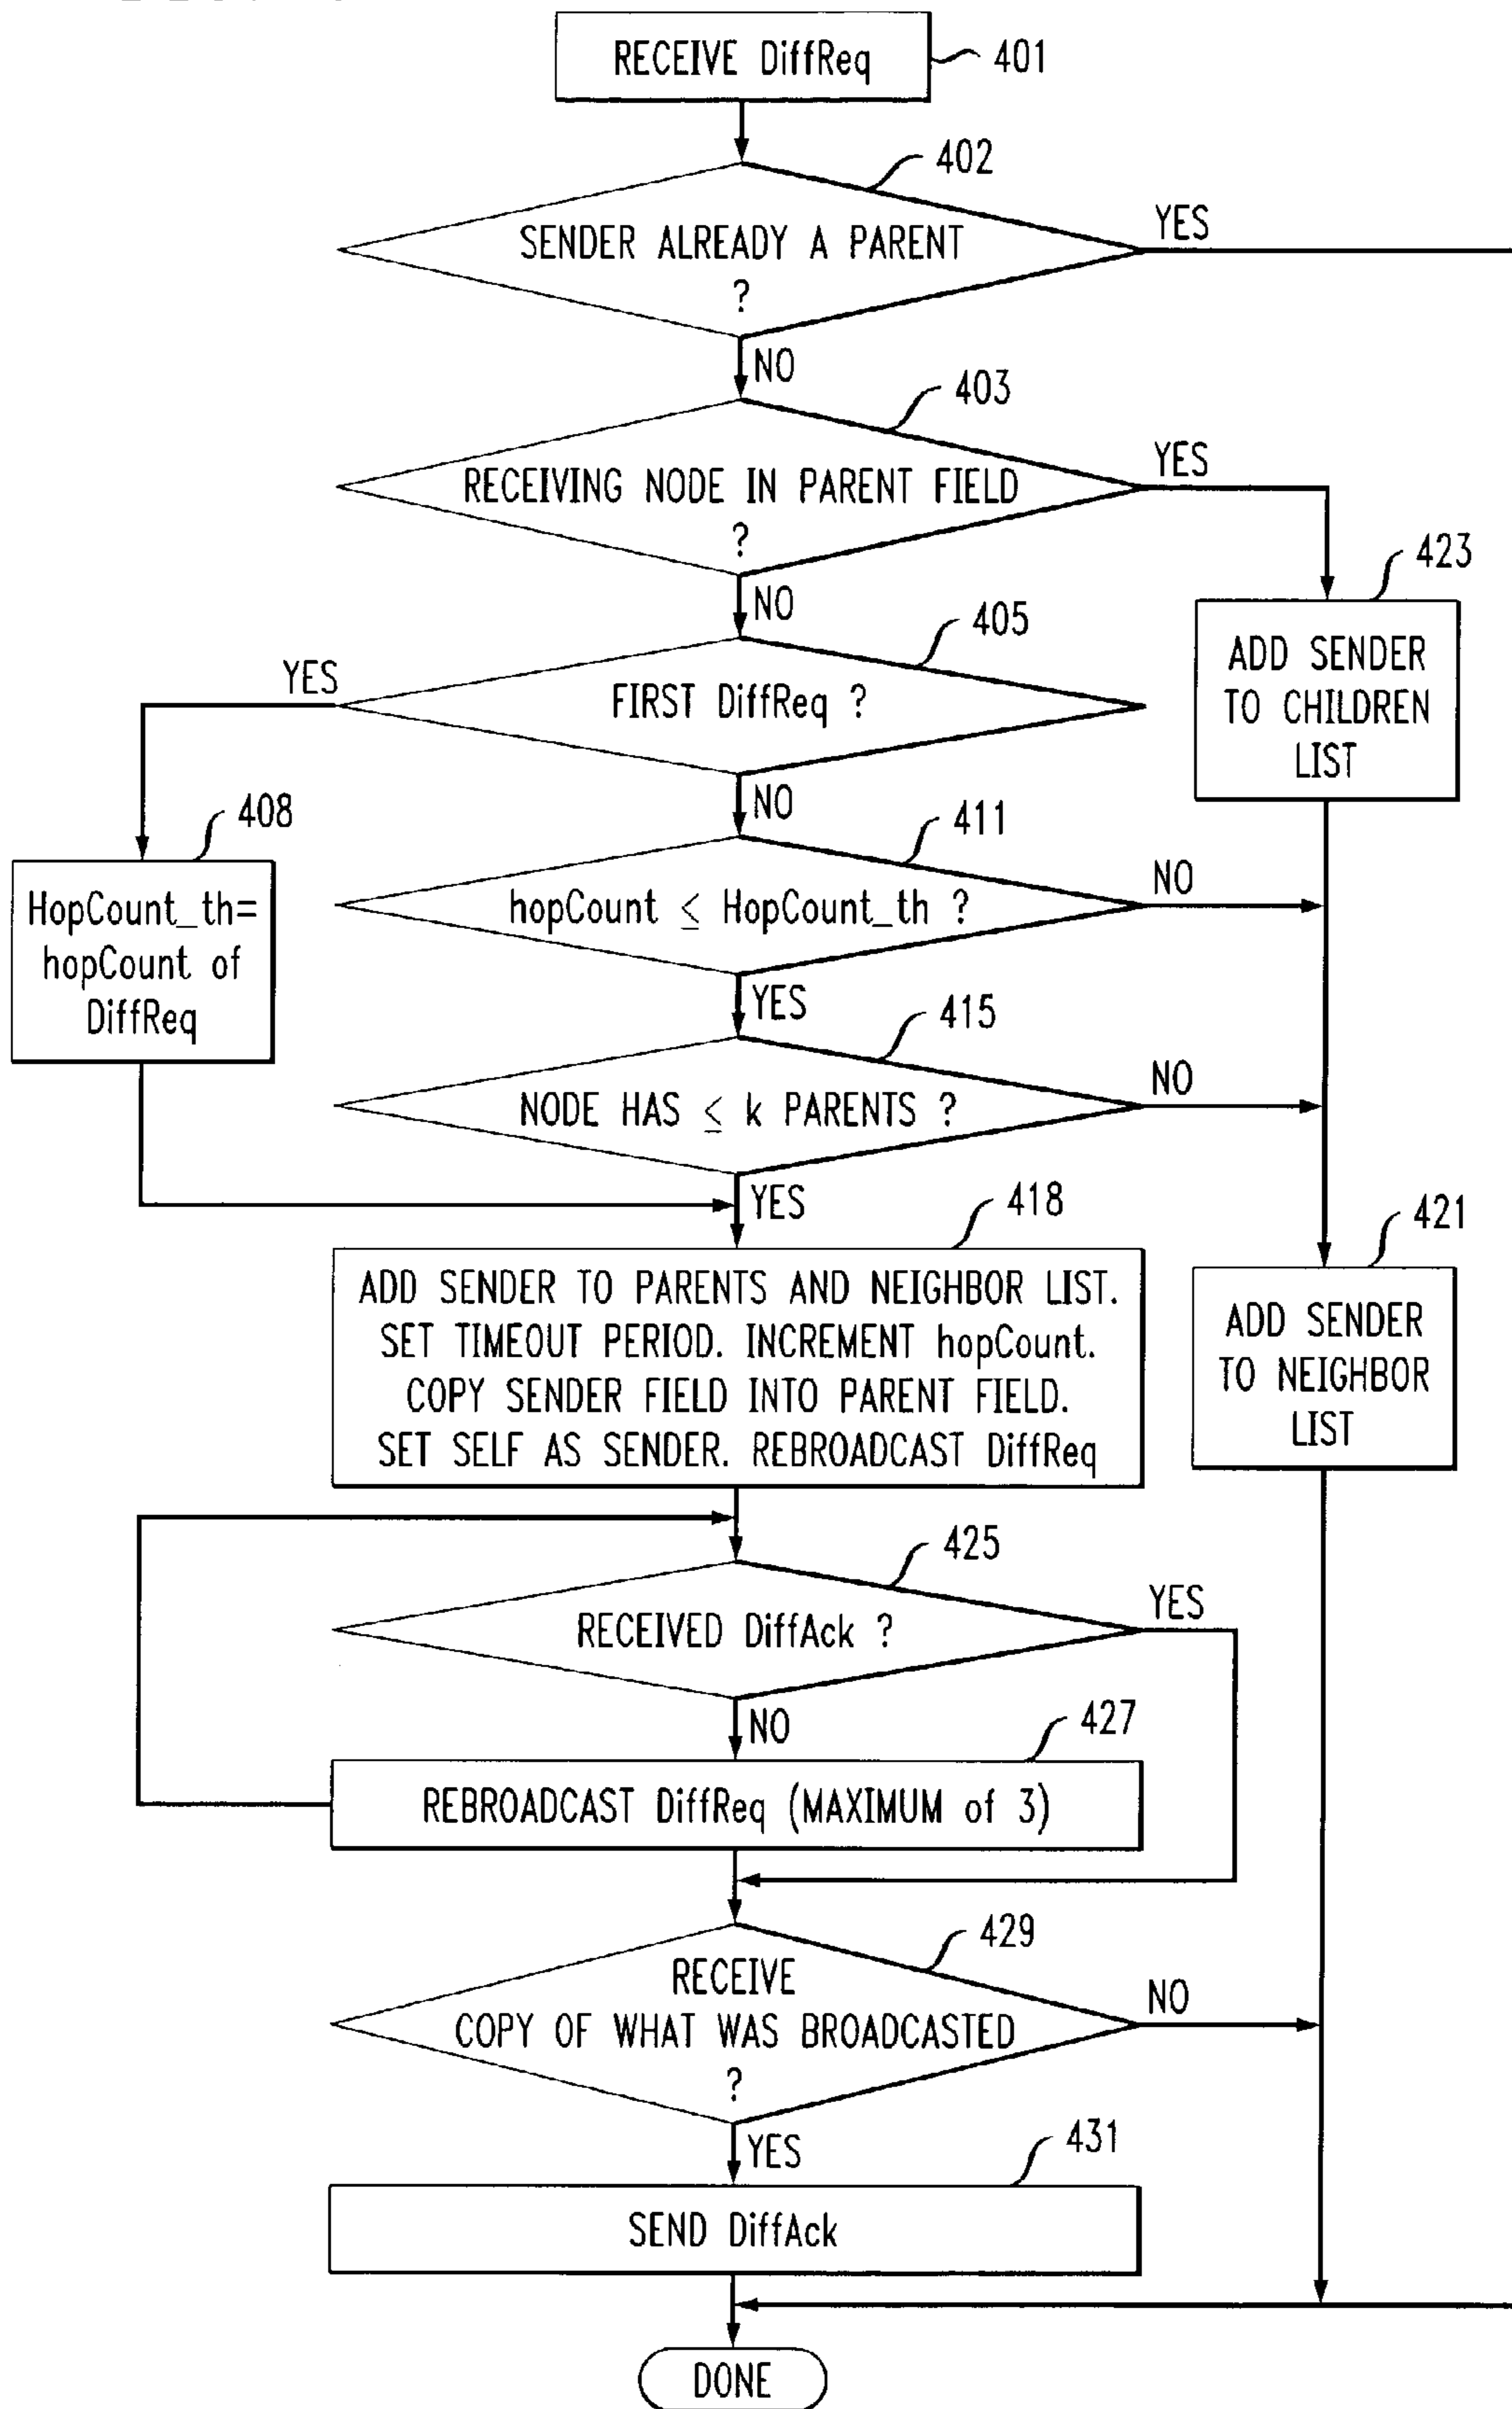 RECEIVE DiffReq
401
402
SENDER ALREADY A PARENT
?
YES
NO
403
RECEIVING NODE IN PARENT FIELD
?
YES
NO
423
ADD SENDER
TO CHILDREN
LIST
405
FIRST DiffReq ?
YES
NO
408
HopCount_th=
hopCount of
DiffReq
411
hopCount ≤ HopCount_th ?
NO
YES
415
NODE HAS ≤ k PARENTS ?
NO
YES
418
ADD SENDER TO PARENTS AND NEIGHBOR LIST.
SET TIMEOUT PERIOD. INCREMENT hopCount.
COPY SENDER FIELD INTO PARENT FIELD.
SET SELF AS SENDER. REBROADCAST DiffReq
421
ADD SENDER
TO NEIGHBOR
LIST
425
RECEIVED DiffAck ?
YES
NO
427
REBROADCAST DiffReq (MAXIMUM of 3)
429
RECEIVE
COPY OF WHAT WAS BROADCASTED
?
NO
YES
431
SEND DiffAck
DONE